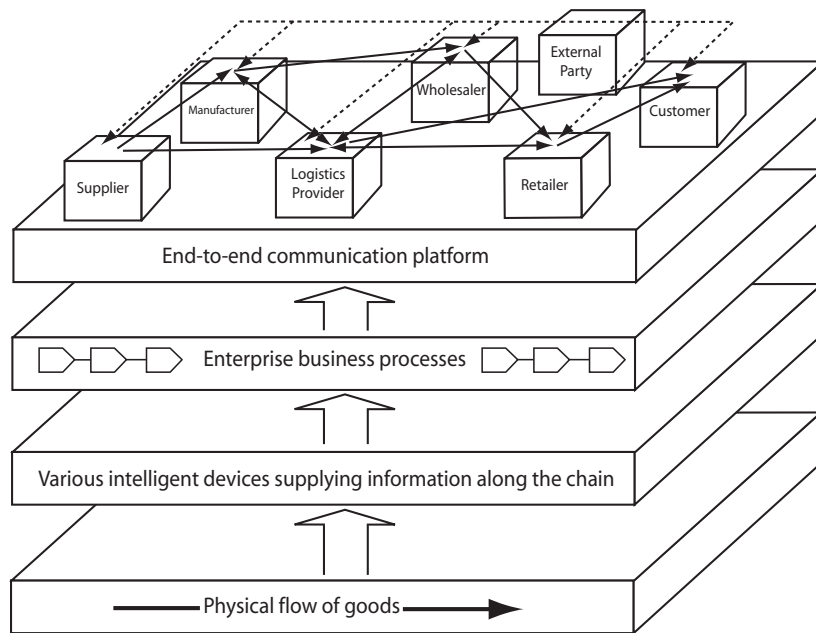 External
Party
Wholesaler
Customer
Manufacturer
Logistics
Provider
Supplier
Retailer
End-to-end communication platform
Enterprise business processes
Various intelligent devices supplying information along the chain
Physical flow of goods